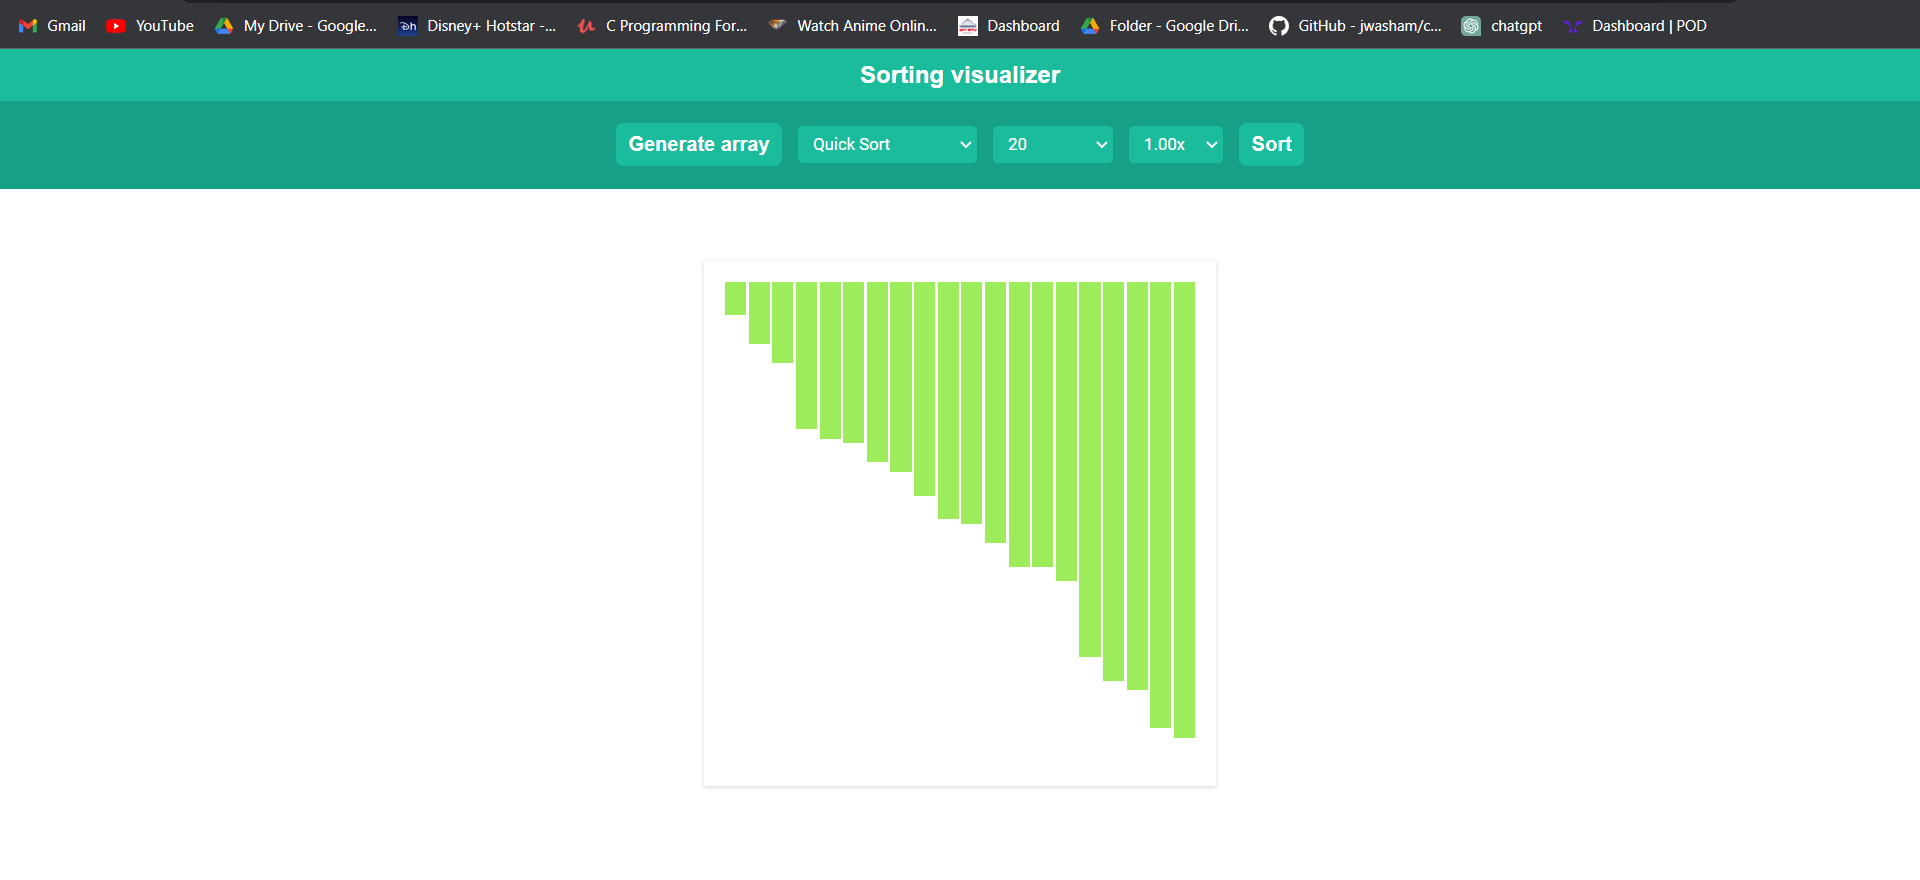 Gmail YouTube My Drive - Google... Disney+ Hotstar -... C Programming For... Watch Anime Onlin... Dashboard Folder - Google Dri... GitHub - jwasham/c... chatgpt Dashboard | POD
Sorting visualizer
Generate array Quick Sort 20 1.00x Sort